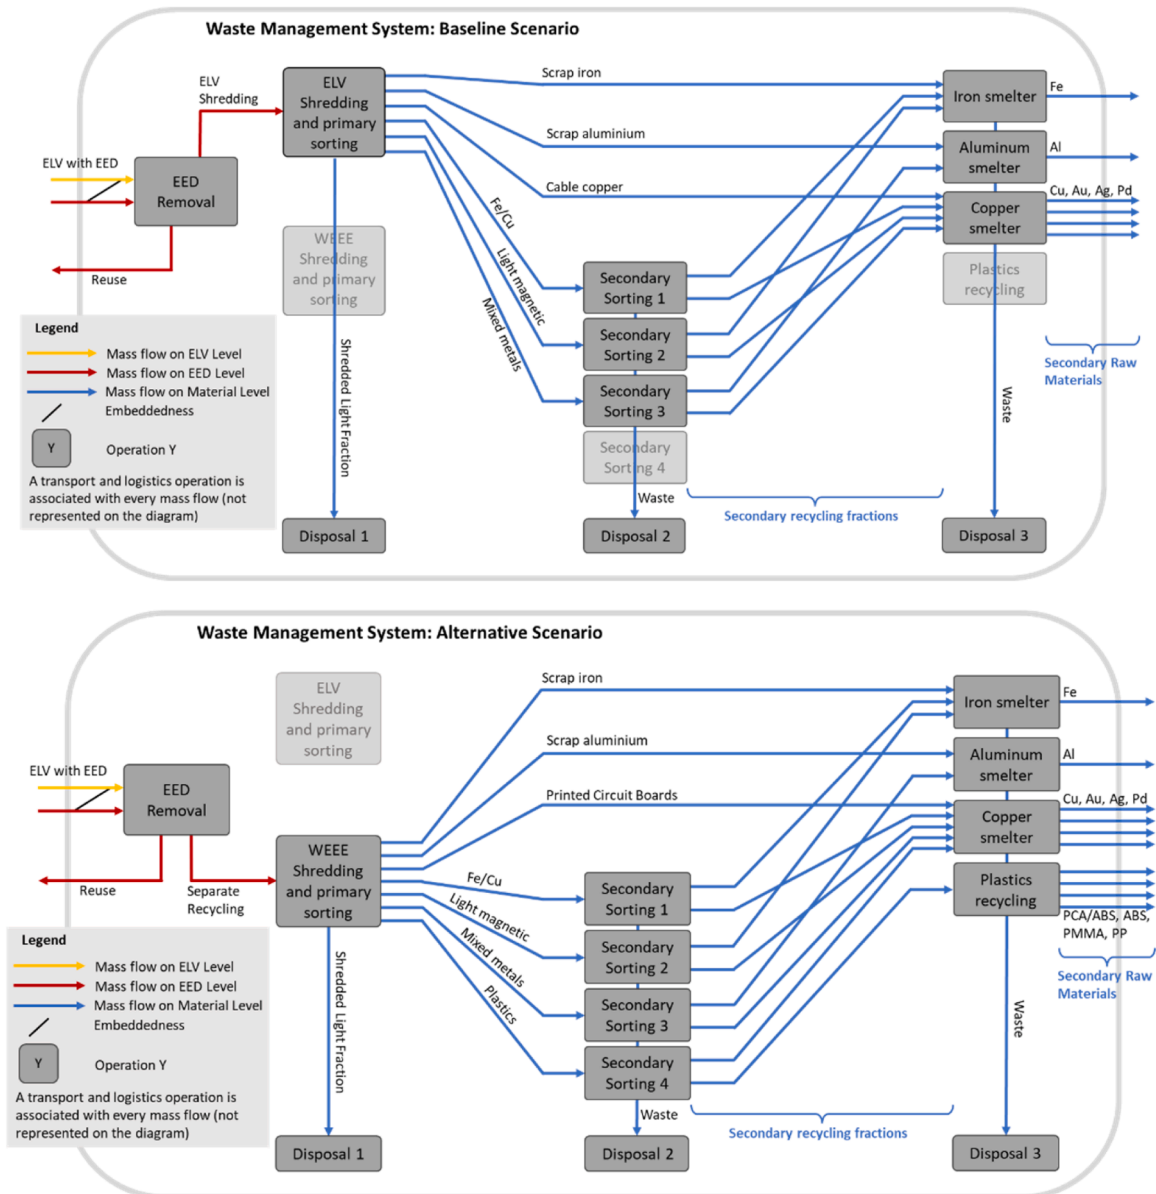 Waste Management System: Baseline Scenario
ELV
Shredding
ELV
Shredding
and primary
sorting
Scrap iron
Iron smelter
Fe
Scrap aluminium
Aluminum
smelter
Al
ELV with EED
EED
Removal
Cable copper
Copper
smelter
Cu, Au, Ag, Pd
Fe/Cu
Light magnetic
Mixed metals
WEEE
Shredding
and primary
sorting
Reuse
Plastics
recycling
Secondary
Sorting 1
Secondary
Sorting 2
Secondary
Sorting 3
Secondary
Sorting 4
Legend
Mass flow on ELV Level
Mass flow on EED Level
Mass flow on Material Level
Embeddedness
Y
Operation Y
A transport and logistics operation is
associated with every mass flow (not
represented on the diagram)
Shredded Light Fraction
Secondary Raw
Materials
Waste
Waste
Secondary recycling fractions
Disposal 1
Disposal 2
Disposal 3
Waste Management System: Alternative Scenario
ELV
Shredding
and primary
sorting
Scrap iron
Iron smelter
Fe
Scrap aluminium
Aluminum
smelter
Al
ELV with EED
EED
Removal
Printed Circuit Boards
Copper
smelter
Cu, Au, Ag, Pd
WEEE
Shredding
and primary
sorting
Reuse
Separate
Recycling
Fe/Cu
Light magnetic
Mixed metals
Plastics
Plastics
recycling
PCA/ABS, ABS,
PMMA, PP
Secondary
Sorting 1
Secondary
Sorting 2
Secondary
Sorting 3
Secondary
Sorting 4
Legend
Mass flow on ELV Level
Mass flow on EED Level
Mass flow on Material Level
Embeddedness
Y
Operation Y
A transport and logistics operation is
associated with every mass flow (not
represented on the diagram)
Shredded Light Fraction
Secondary Raw
Materials
Waste
Waste
Secondary recycling fractions
Disposal 1
Disposal 2
Disposal 3